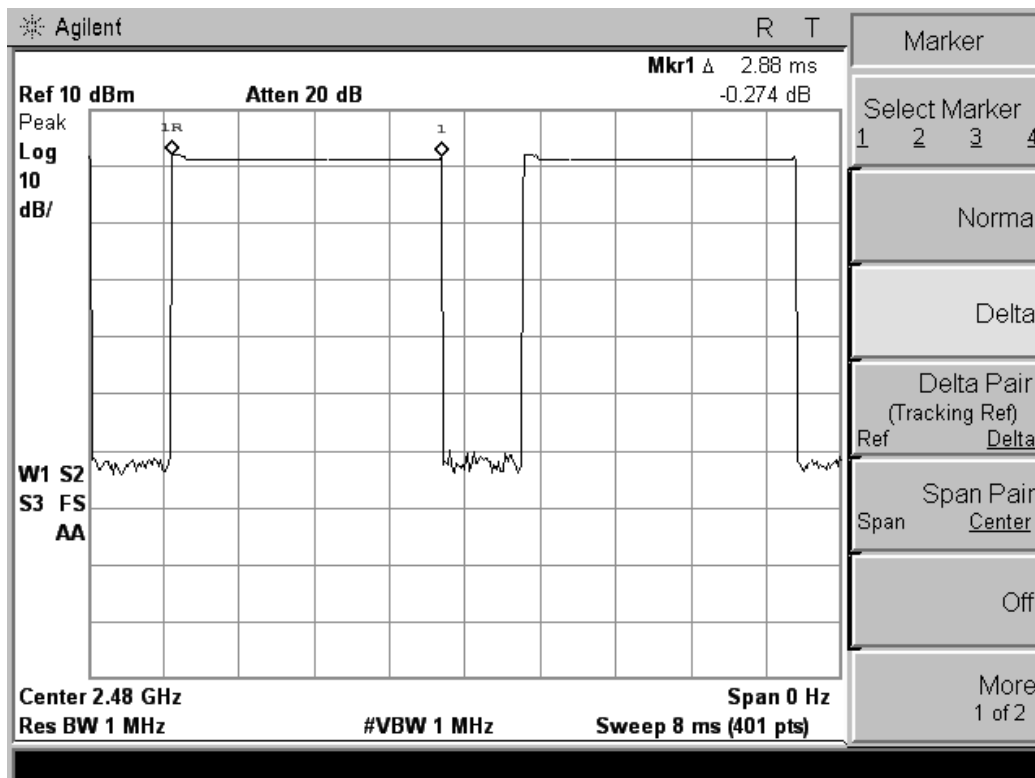 Agilent R T
Mkr1 Δ 2.88 ms
Ref 10 dBm Atten 20 dB -0.274 dB
Peak
Log
10
dB/
1R 1
W1 S2
S3 FS
AA
Center 2.48 GHz Span 0 Hz
Res BW 1 MHz #VBW 1 MHz Sweep 8 ms (401 pts)
Marker
Select Marker
1 2 3 4
Norma
Delta
Delta Pair
(Tracking Ref)
Ref Delta
Span Pair
Span Center
Off
More
1 of 2